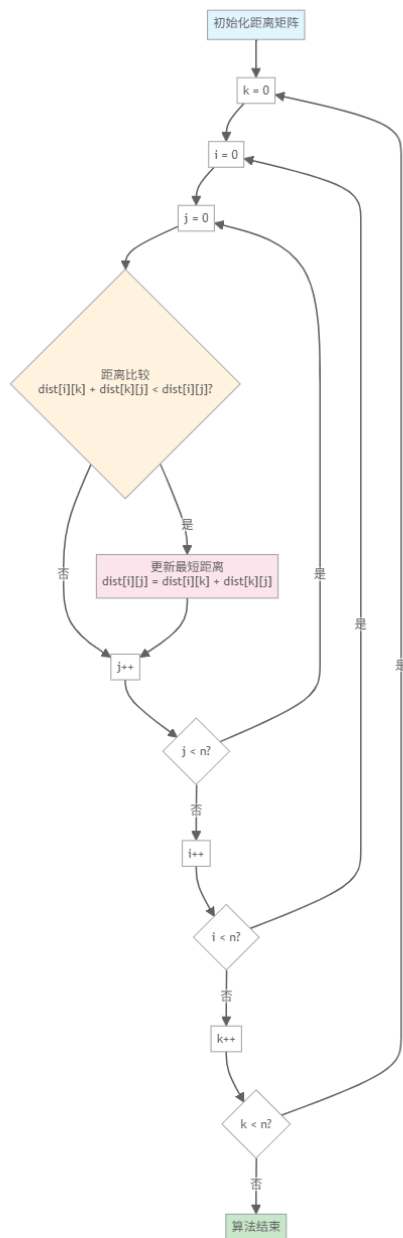 初始化距离矩阵
k = 0
i = 0
j = 0
距离比较
dist[i][k] + dist[k][j] < dist[i][j]?
是
更新最短距离
dist[i][j] = dist[i][k] + dist[k][j]
否
是
是
是
j++
j < n?
否
i++
i < n?
否
k++
k < n?
否
算法结束